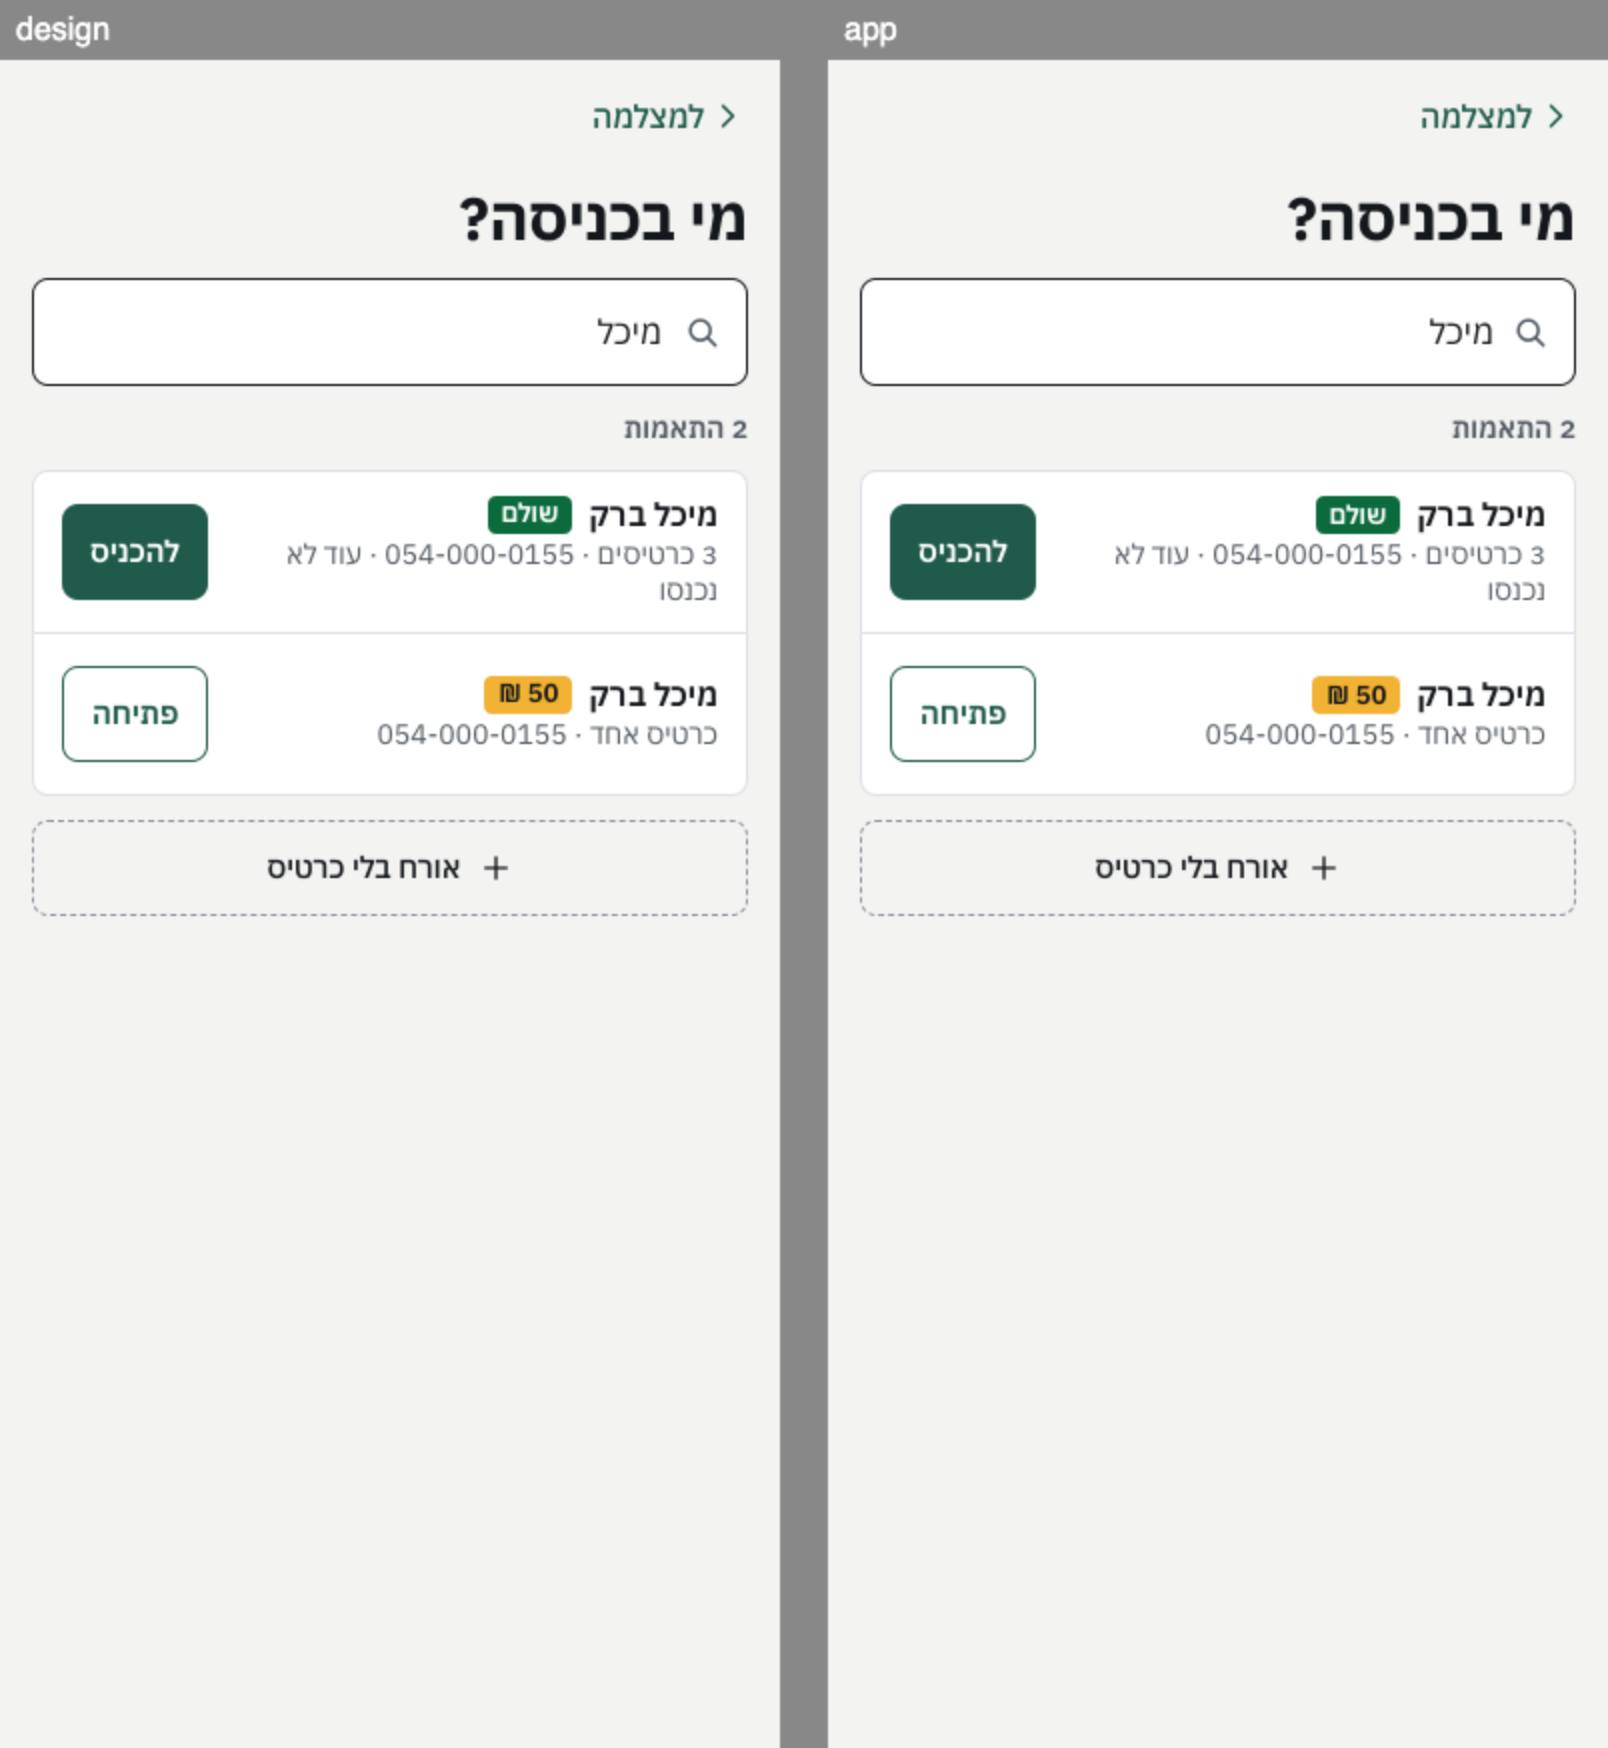 design
למצלמה
מי בכניסה?
מיכל
2 התאמות
מיכל ברק שולם
3 כרטיסים · 054-000-0155 · עוד לא
נכנסו
להכניס
מיכל ברק 50 ₪
כרטיס אחד · 054-000-0155
פתיחה
+ אורח בלי כרטיס
app
למצלמה
מי בכניסה?
מיכל
2 התאמות
מיכל ברק שולם
3 כרטיסים · 054-000-0155 · עוד לא
נכנסו
להכניס
מיכל ברק 50 ₪
כרטיס אחד · 054-000-0155
פתיחה
+ אורח בלי כרטיס